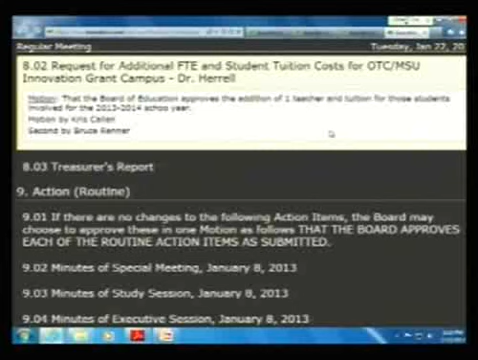 Regular Meeting
Tuesday, Jan 22, 20
8.02 Request for Additional FTE and Student Tuition Costs for OTC/MSU
Innovation Grant Campus - Dr. Herrell
Motion: That the Board of Education approves the addition of 1 teacher and tuition for those students
involved for the 2013-2014 school year.
Motion by Kris Callen
Second by Bruce Renner
8.03 Treasurer's Report
9. Action (Routine)
9.01 If there are no changes to the following Action Items, the Board may
choose to approve these in one Motion as follows THAT THE BOARD APPROVES
EACH OF THE ROUTINE ACTION ITEMS AS SUBMITTED.
9.02 Minutes of Special Meeting, January 8, 2013
9.03 Minutes of Study Session, January 8, 2013
9.04 Minutes of Executive Session, January 8, 2013